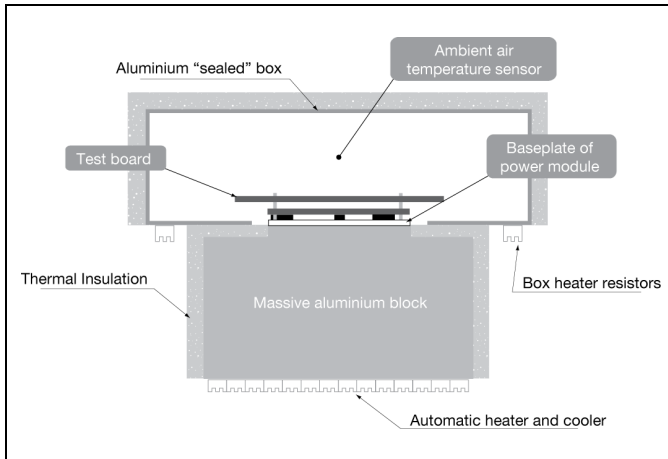 Ambient air
temperature sensor
Aluminium “sealed” box
Test board
Baseplate of
power module
Thermal Insulation
Massive aluminium block
Box heater resistors
Automatic heater and cooler